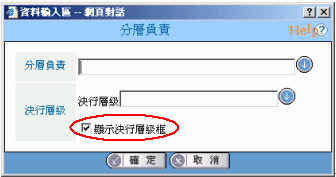 資料輸入區 -- 網頁對話
分層負責
Help
分層負責
決行層級
決行層級
顯示決行層級框
確定
取消